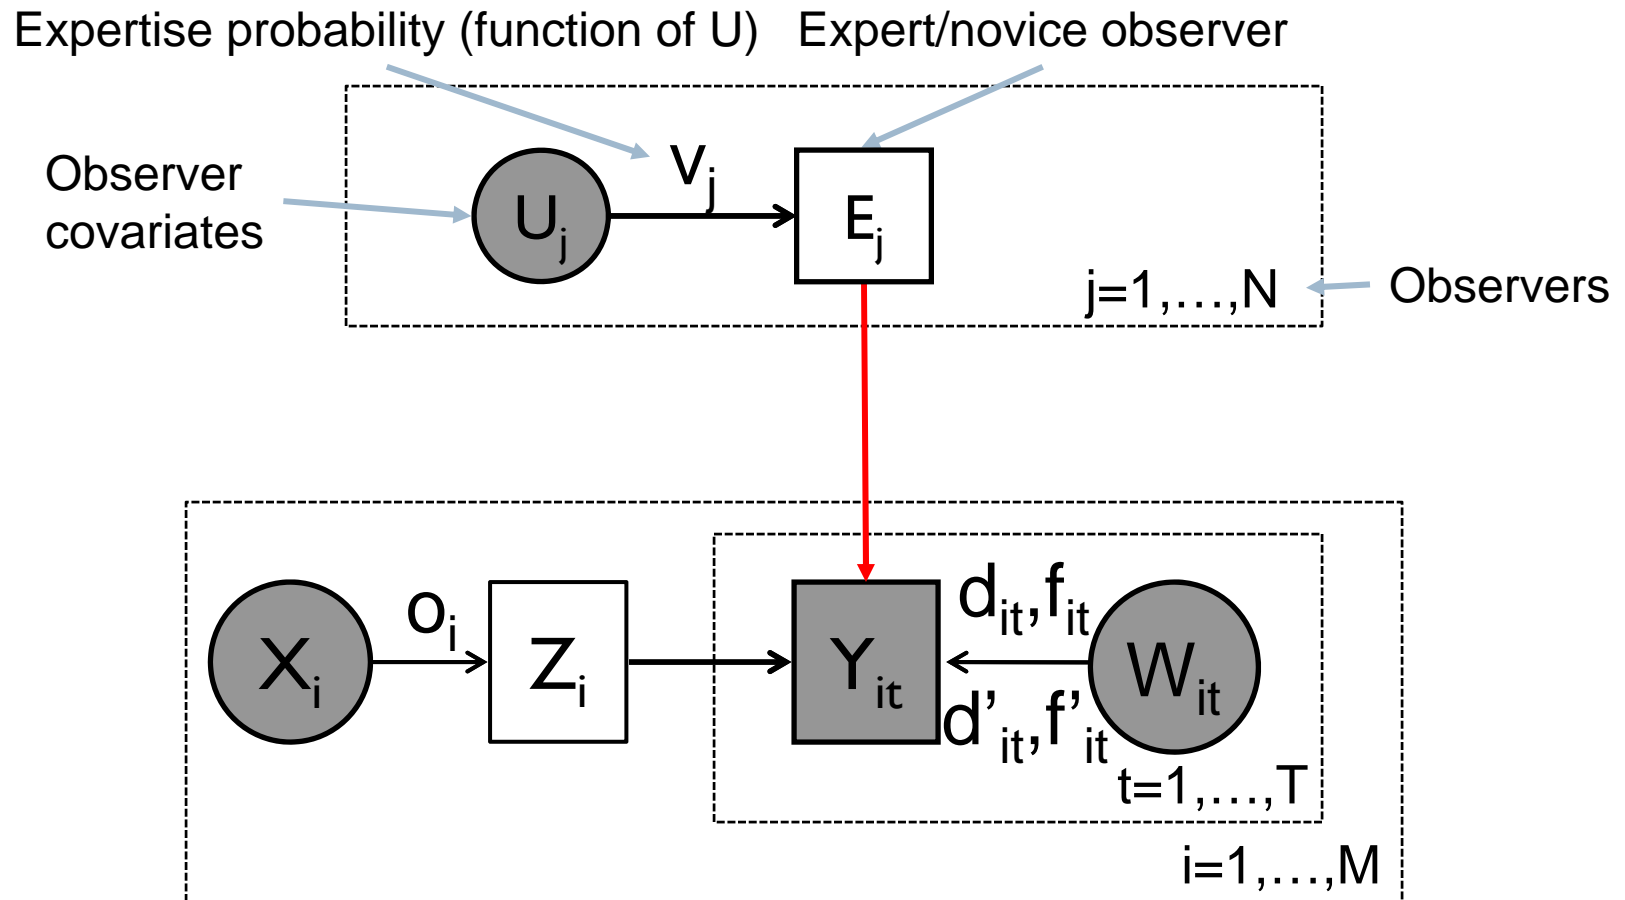 Expertise probability (function of U)
Expert/novice observer
Observer
covariates
Uj
vj
Ej
j=1,…,N
Observers
Xi
oi
Zi
Yit
dit,fit
d’it,f’it
Wit
t=1,…,T
i=1,…,M